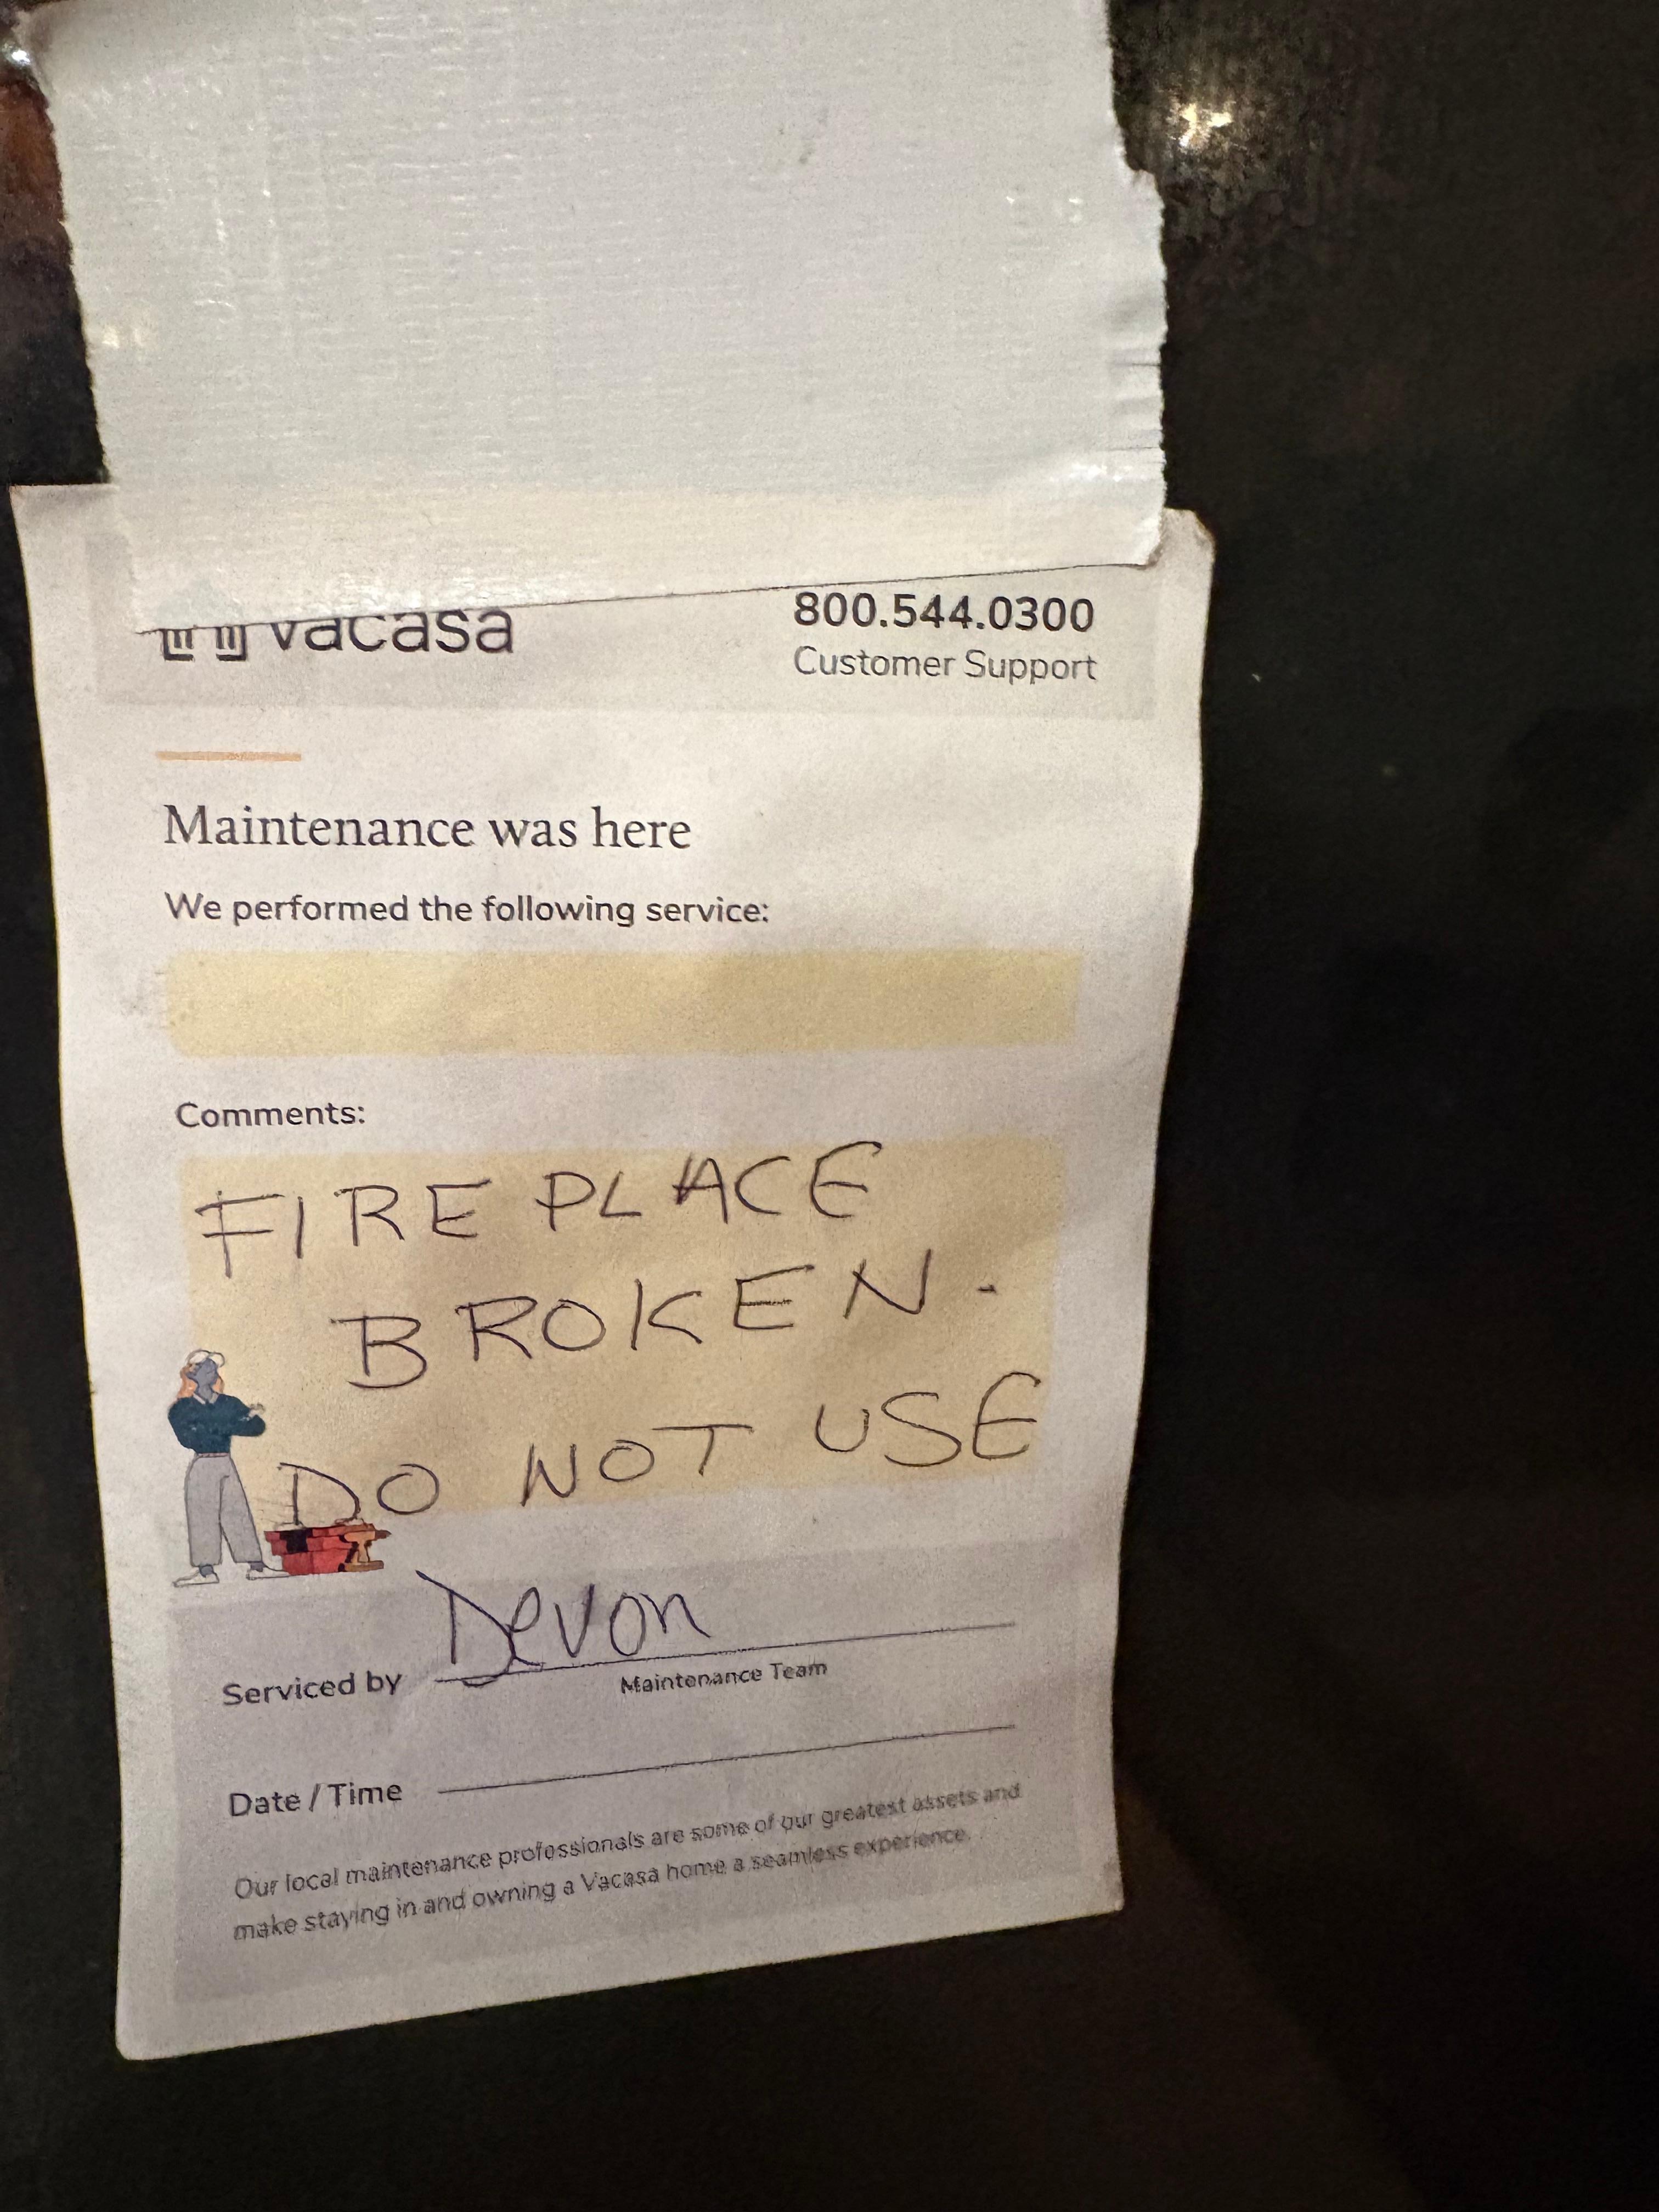 vacasa
800.544.0300
Customer Support
Maintenance was here
We performed the following service:
Comments:
FIRE PLACE
BROKEN.
DO NOT USE
Serviced by Devon
Maintenance Team
Date / Time
Our local maintenance professionals are some of our greatest assets and
make staying in and owning a Vacasa home a seamless experience.